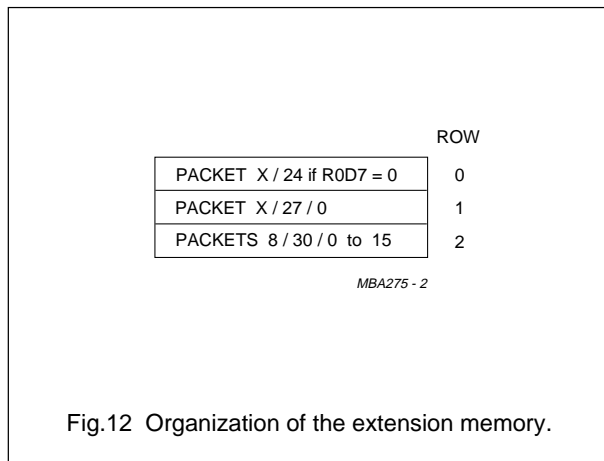 ROW
PACKET X / 24 if R0D7 = 0 0
PACKET X / 27 / 0 1
PACKETS 8 / 30 / 0 to 15 2
MBA275 - 2
Fig.12 Organization of the extension memory.